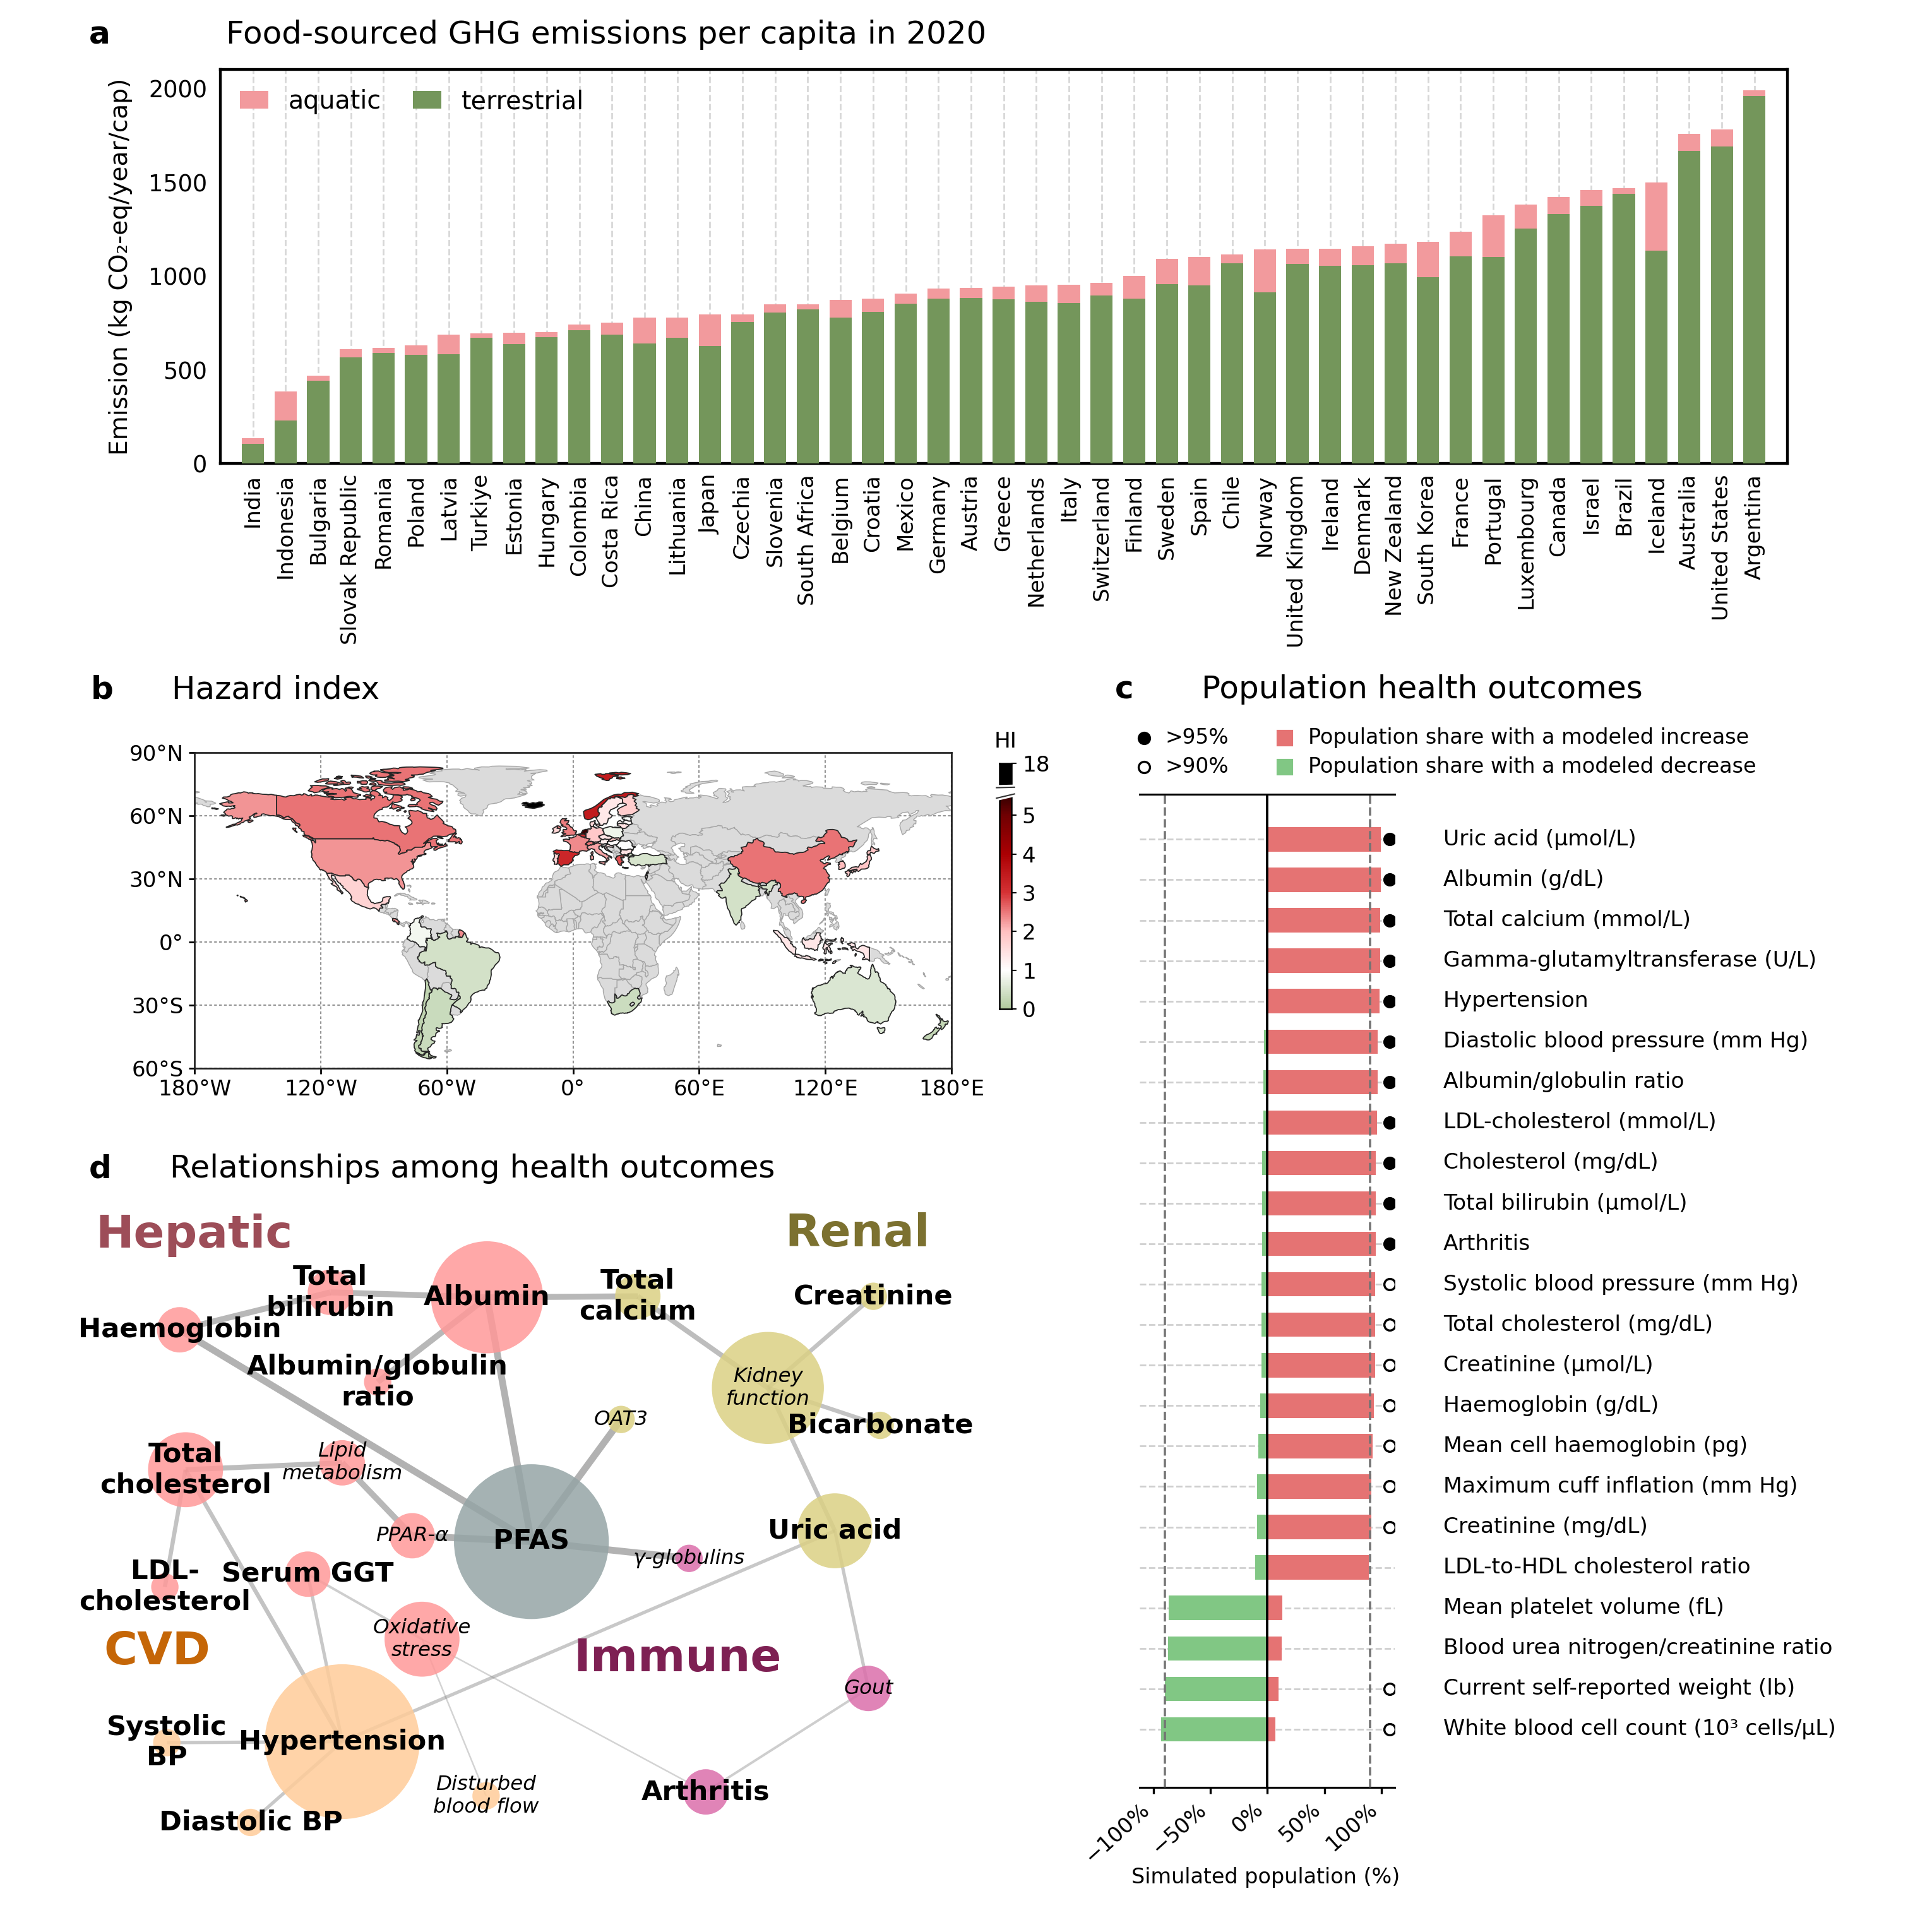 a
Food-sourced GHG emissions per capita in 2020
Emission (kg CO₂-eq/year/cap)
2000
1500
1000
500
0
aquatic
terrestrial
India
Indonesia
Bulgaria
Slovak Republic
Romania
Poland
Latvia
Turkiye
Estonia
Hungary
Colombia
Costa Rica
China
Lithuania
Japan
Czechia
Slovenia
South Africa
Belgium
Croatia
Mexico
Germany
Austria
Greece
Netherlands
Italy
Switzerland
Finland
Sweden
Spain
Chile
Norway
United Kingdom
Ireland
Denmark
New Zealand
South Korea
France
Portugal
Luxembourg
Canada
Israel
Brazil
Iceland
Australia
United States
Argentina
b
Hazard index
90°N
60°N
30°N
0°
30°S
60°S
180°W
120°W
60°W
0°
60°E
120°E
180°E
HI
18
5
4
3
2
1
0
c
Population health outcomes
>95%
>90%
Population share with a modeled increase
Population share with a modeled decrease
Uric acid (μmol/L)
Albumin (g/dL)
Total calcium (mmol/L)
Gamma-glutamyltransferase (U/L)
Hypertension
Diastolic blood pressure (mm Hg)
Albumin/globulin ratio
LDL-cholesterol (mmol/L)
Cholesterol (mg/dL)
Total bilirubin (μmol/L)
Arthritis
Systolic blood pressure (mm Hg)
Total cholesterol (mg/dL)
Creatinine (μmol/L)
Haemoglobin (g/dL)
Mean cell haemoglobin (pg)
Maximum cuff inflation (mm Hg)
Creatinine (mg/dL)
LDL-to-HDL cholesterol ratio
Mean platelet volume (fL)
Blood urea nitrogen/creatinine ratio
Current self-reported weight (lb)
White blood cell count (10³ cells/μL)
−100%
−50%
0%
50%
100%
Simulated population (%)
d
Relationships among health outcomes
Hepatic
Renal
Total
bilirubin
Albumin
Total
calcium
Creatinine
Haemoglobin
Albumin/globulin
ratio
Kidney
function
OAT3
Bicarbonate
Total
cholesterol
Lipid
metabolism
PPAR-α
PFAS
Uric acid
γ-globulins
LDL-
cholesterol
Serum GGT
Oxidative
stress
CVD
Immune
Gout
Systolic
BP
Hypertension
Disturbed
blood flow
Arthritis
Diastolic BP